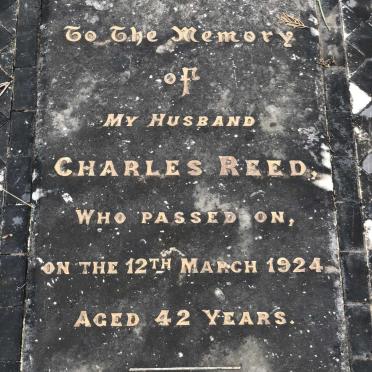 To The Memory
of
My Husband
Charles Reed,
Who passed on,
on the 12th March 1924
Aged 42 Years.